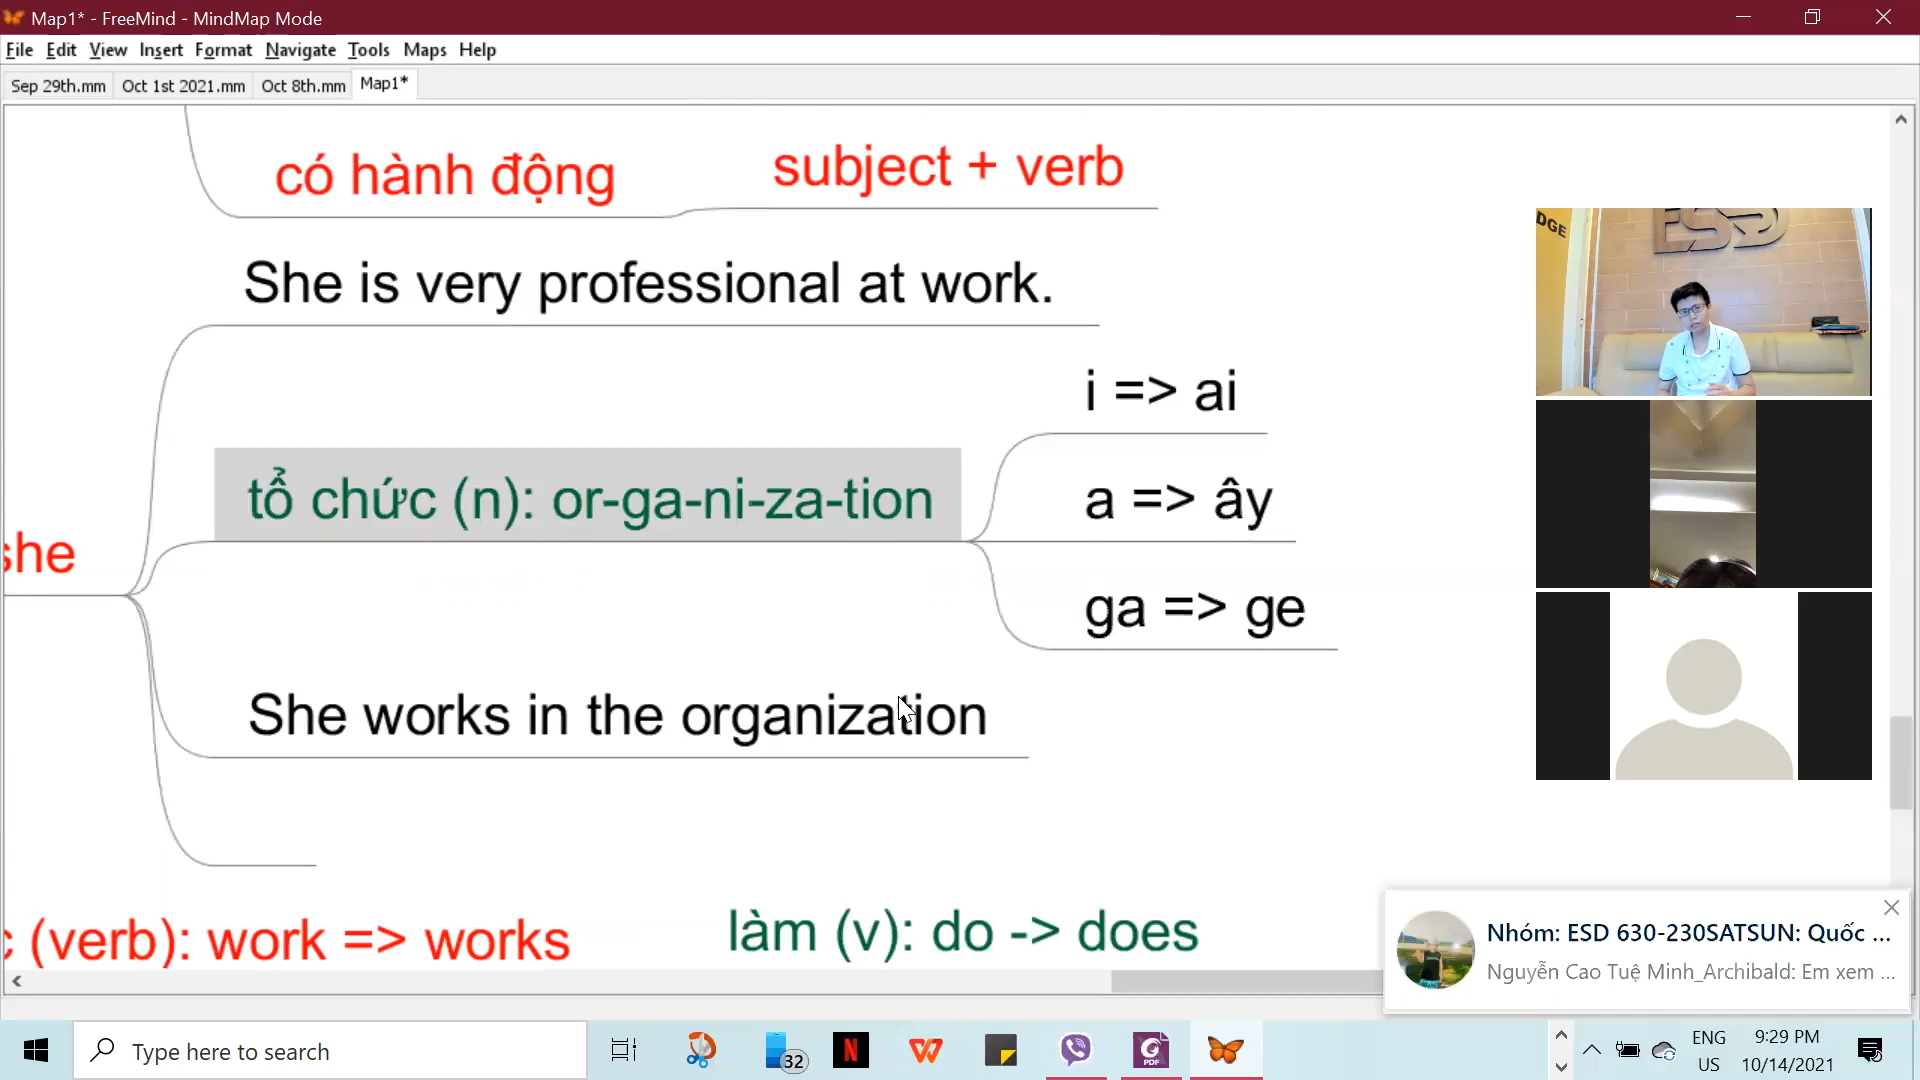 Map1* - FreeMind - MindMap Mode
File Edit View Insert Format Navigate Tools Maps Help
Sep 29th.mm Oct 1st 2021.mm Oct 8th.mm Map1*
có hành động
subject + verb
She is very professional at work.
i => ai
tổ chức (n): or-ga-ni-za-tion
a => ây
she
ga => ge
She works in the organization
c (verb): work => works
làm (v): do -> does
DGE
ESD
Nhóm: ESD 630-230SATSUN: Quốc ...
Nguyễn Cao Tuệ Minh_Archibald: Em xem ...
Type here to search
32
N
W
PDF
ENG
US
9:29 PM
10/14/2021